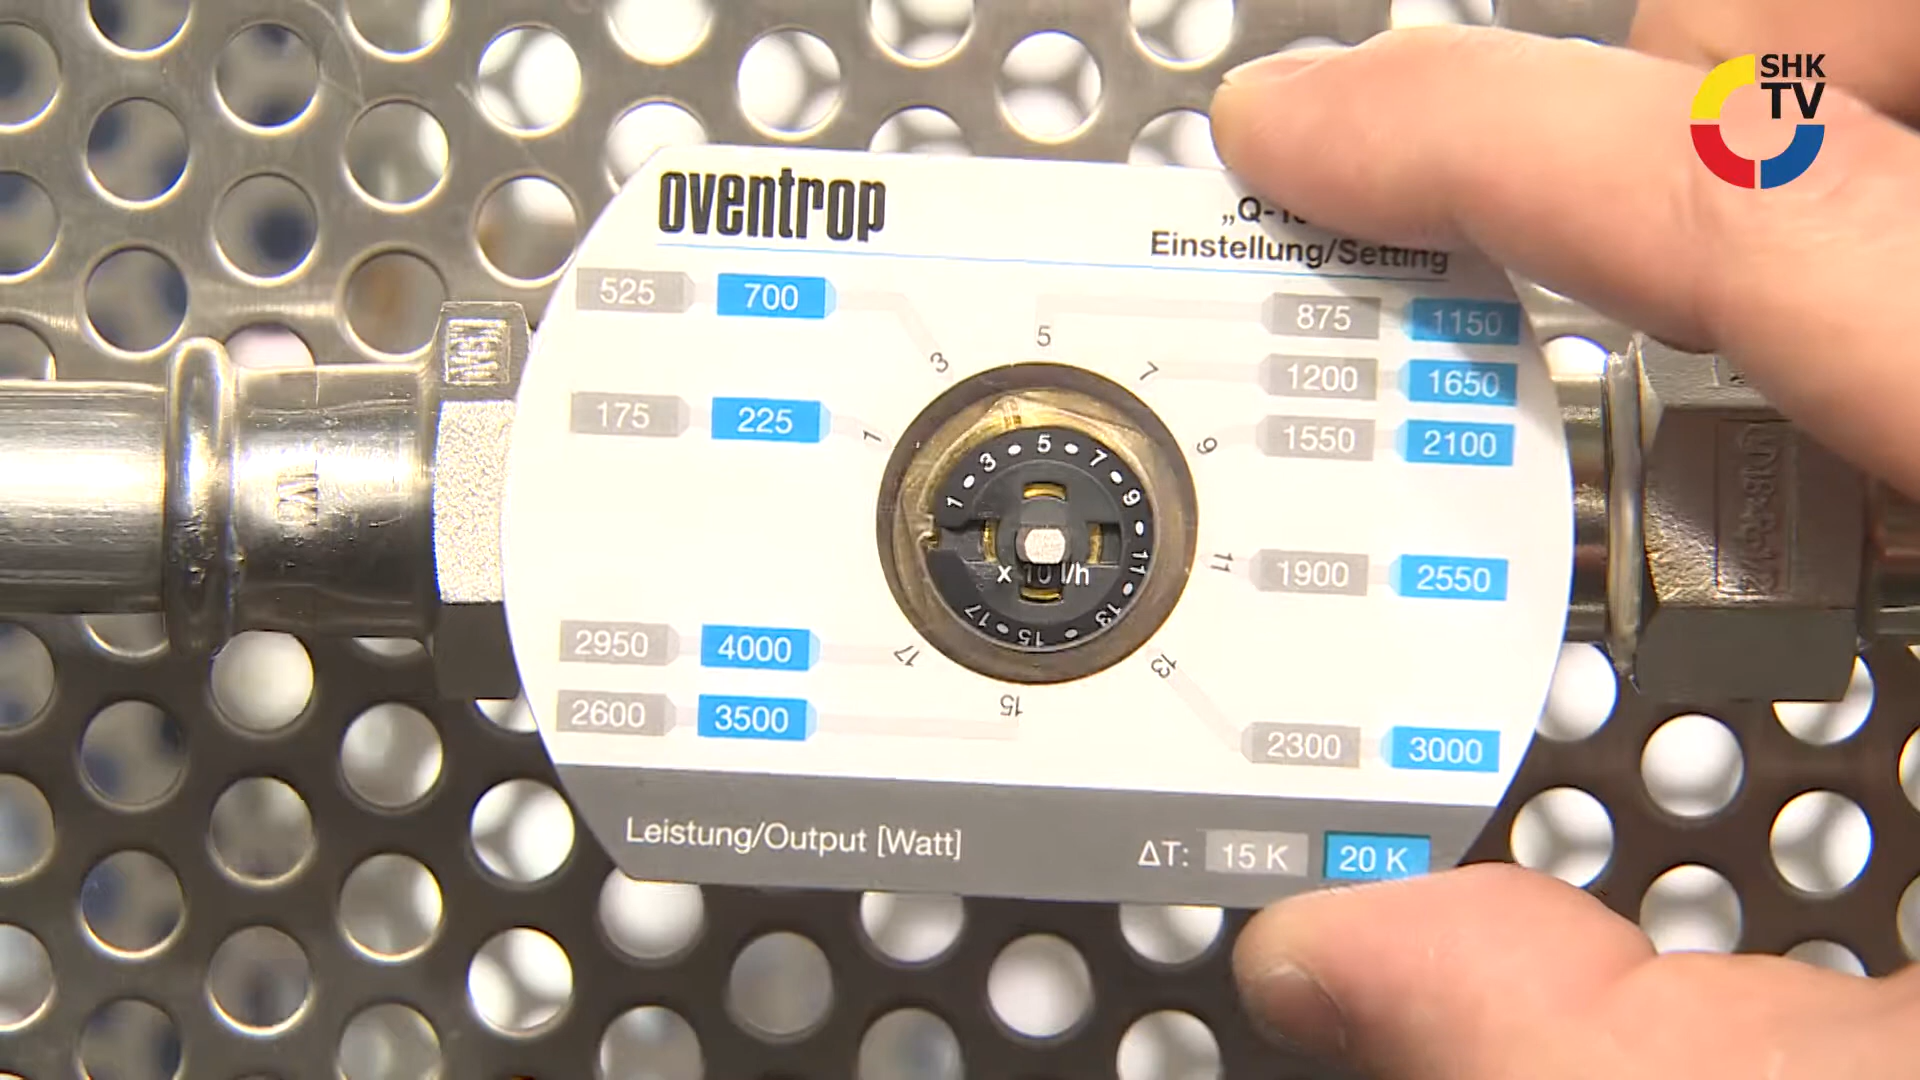 SHK
TV
oventrop
„Q-
Einstellung/Setting
525 700
875 1150
5
3
7
1200 1650
175 225
1
9
1550 2100
1 3 5 7 9 11 13 15 17
x 10 l/h
11
1900 2550
2950 4000
17
13
15
2600 3500
2300 3000
Leistung/Output [Watt]
ΔT: 15 K 20 K